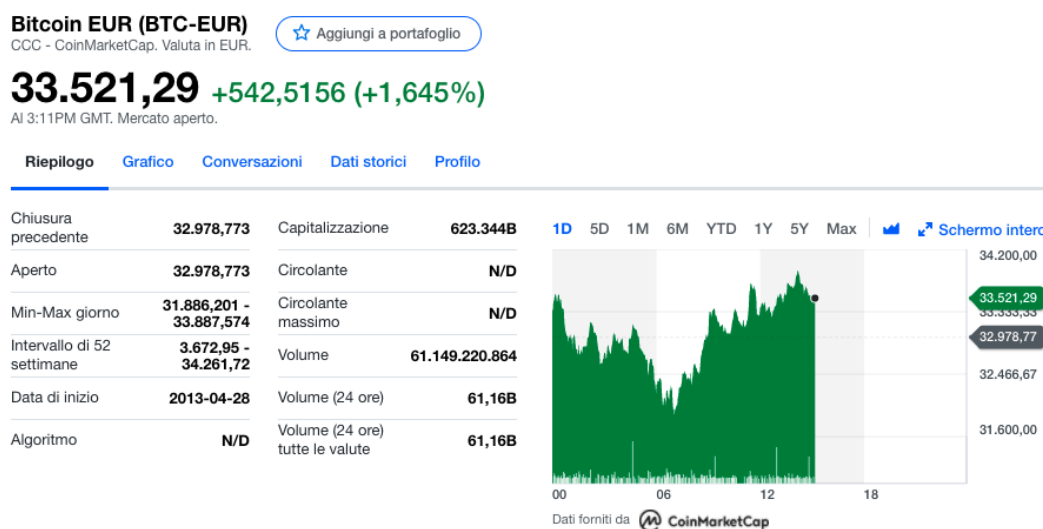 Bitcoin EUR (BTC-EUR)
CCC - CoinMarketCap. Valuta in EUR.
Aggiungi a portafoglio
33.521,29 +542,5156 (+1,645%)
Al 3:11PM GMT. Mercato aperto.
Riepilogo Grafico Conversazioni Dati storici Profilo
Chiusura precedente 32.978,773
Aperto 32.978,773
Min-Max giorno 31.886,201 - 33.887,574
Intervallo di 52 settimane 3.672,95 - 34.261,72
Data di inizio 2013-04-28
Algoritmo N/D
Capitalizzazione 623.344B
Circolante N/D
Circolante massimo N/D
Volume 61.149.220.864
Volume (24 ore) 61,16B
Volume (24 ore) tutte le valute 61,16B
1D 5D 1M 6M YTD 1Y 5Y Max Schermo interc
34.200,00
33.521,29
33.333,33
32.978,77
32.466,67
31.600,00
00 06 12 18
Dati forniti da CoinMarketCap